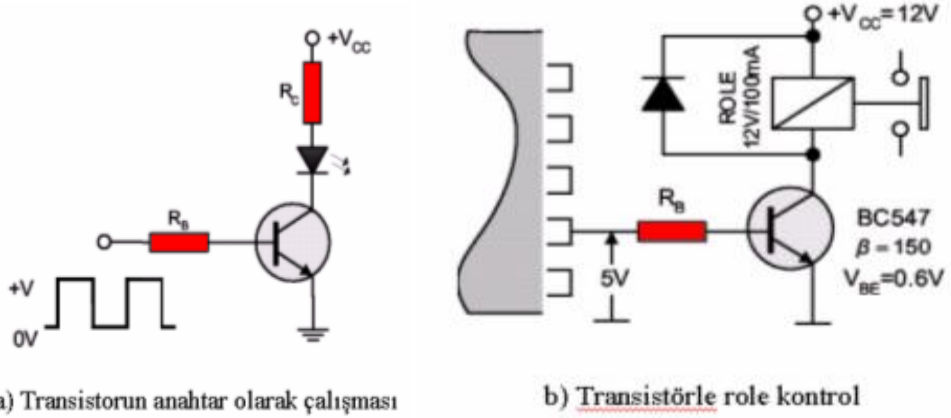 +VCC
RC
RB
+V
0V
a) Transistorun anahtar olarak çalışması
+VCC=12V
ROLE
12V/100mA
RB
5V
BC547
β = 150
VBE=0.6V
b) Transistörle role kontrol